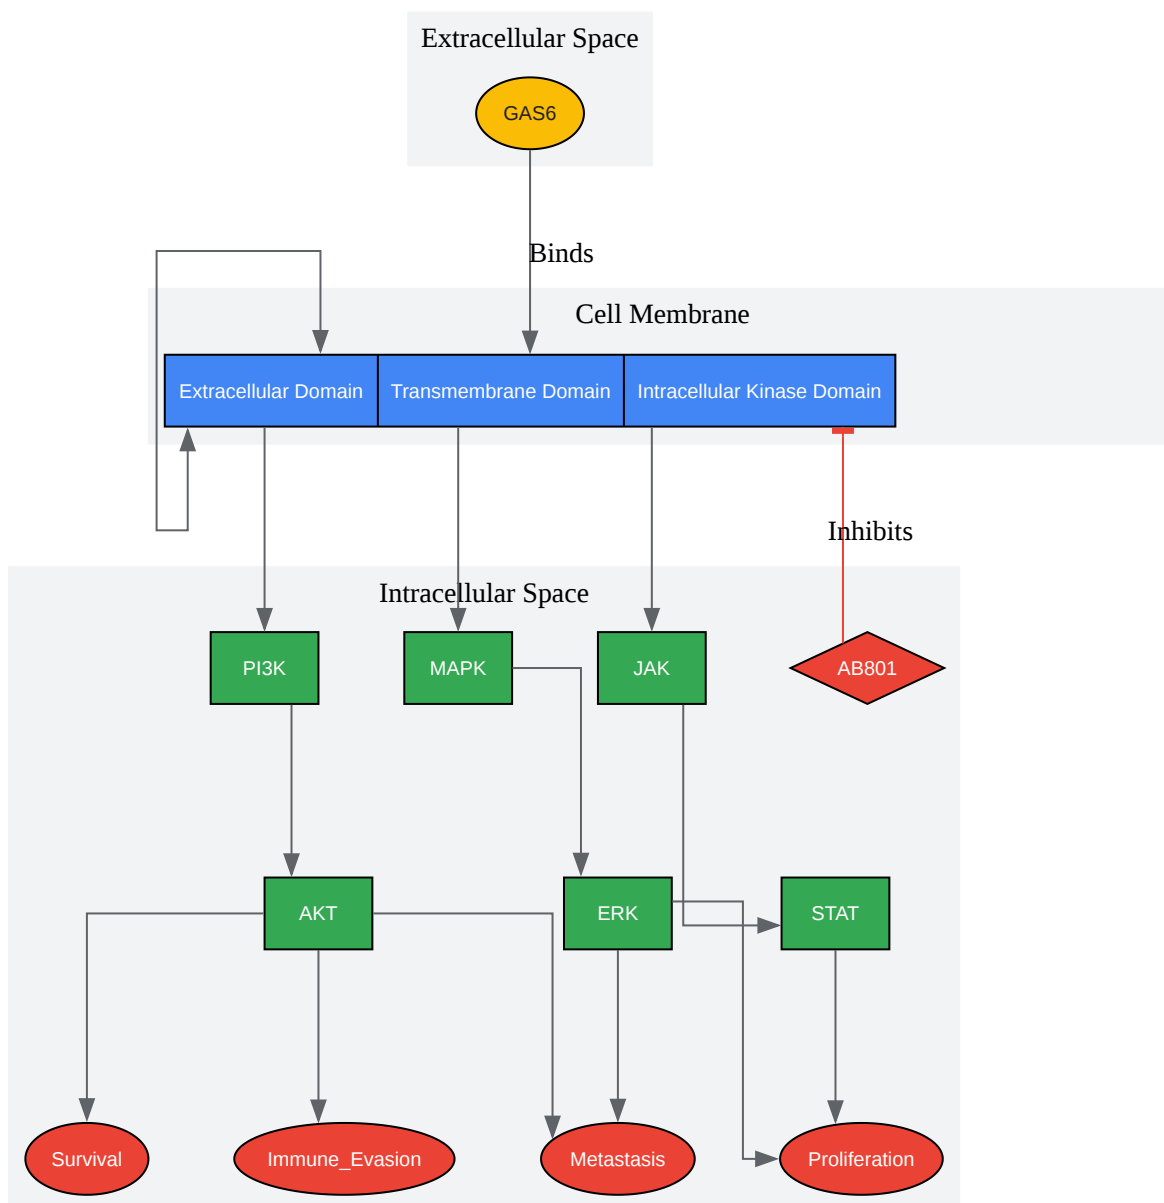 Extracellular Space
GAS6
Binds
Cell Membrane
Extracellular Domain
Transmembrane Domain
Intracellular Kinase Domain
Inhibits
Intracellular Space
PI3K
MAPK
JAK
AB801
AKT
ERK
STAT
Survival
Immune_Evasion
Metastasis
Proliferation